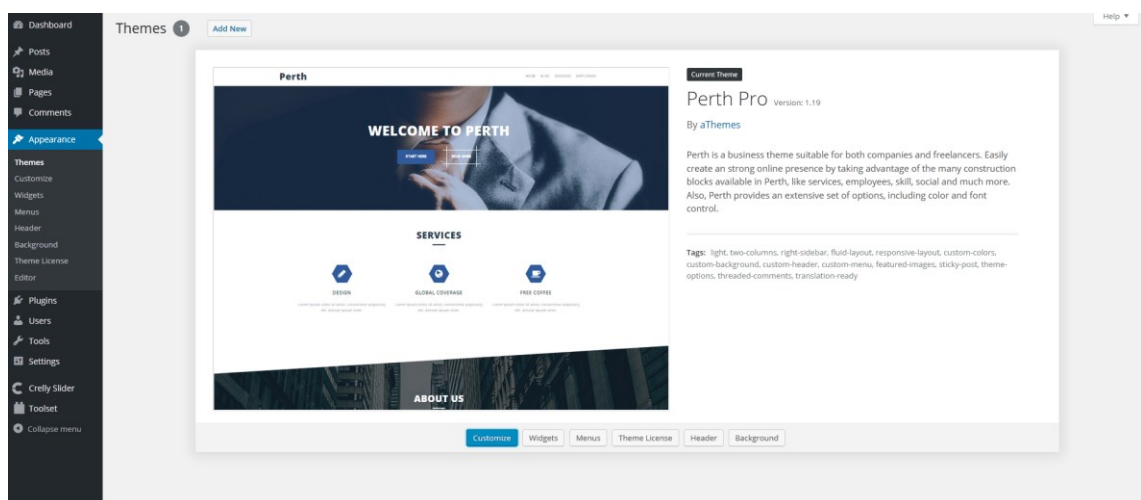 Dashboard
Posts
Media
Pages
Comments
Appearance
Themes
Customize
Widgets
Menus
Header
Background
Theme License
Editor
Plugins
Users
Tools
Settings
Crelly Slider
Toolset
Collapse menu
Help
Themes 1 Add New
Perth
WELCOME TO PERTH
START HERE
SERVICES
DESIGN GLOBAL COVERAGE FREE COFFEE
ABOUT US
Current Theme
Perth Pro Version: 1.19
By aThemes
Perth is a business theme suitable for both companies and freelancers. Easily
create an strong online presence by taking advantage of the many construction
blocks available in Perth, like services, employees, skill, social and much more.
Also, Perth provides an extensive set of options, including color and font
control.
Tags: light, two-columns, right-sidebar, fluid-layout, responsive-layout, custom-colors,
custom-background, custom-header, custom-menu, featured-images, sticky-post, theme-
options, threaded-comments, translation-ready
Customize Widgets Menus Theme License Header Background